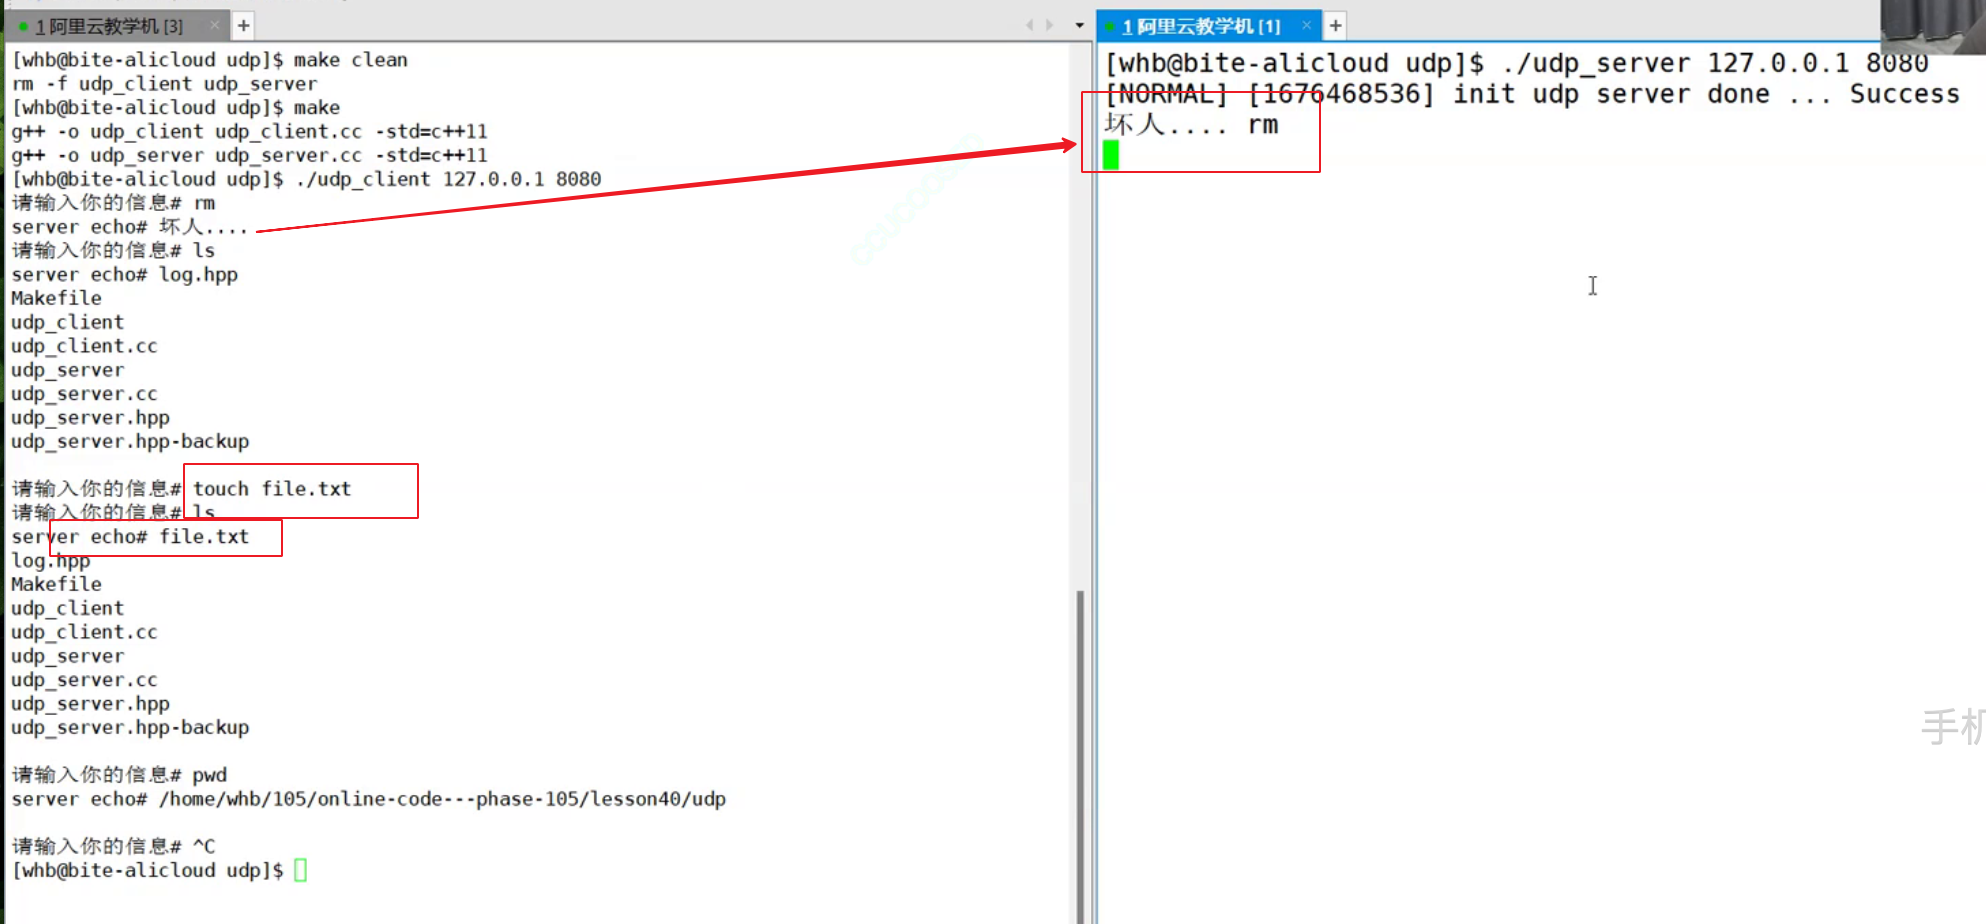 1 阿里云教学机 [3] × +
[whb@bite-alicloud udp]$ make clean
rm -f udp_client udp_server
[whb@bite-alicloud udp]$ make
g++ -o udp_client udp_client.cc -std=c++11
g++ -o udp_server udp_server.cc -std=c++11
[whb@bite-alicloud udp]$ ./udp_client 127.0.0.1 8080
请输入你的信息# rm
server echo# 坏人....
请输入你的信息# ls
server echo# log.hpp
Makefile
udp_client
udp_client.cc
udp_server
udp_server.cc
udp_server.hpp
udp_server.hpp-backup
请输入你的信息# touch file.txt
请输入你的信息# ls
server echo# file.txt
log.hpp
Makefile
udp_client
udp_client.cc
udp_server
udp_server.cc
udp_server.hpp
udp_server.hpp-backup
请输入你的信息# pwd
server echo# /home/whb/105/online-code---phase-105/lesson40/udp
请输入你的信息# ^C
[whb@bite-alicloud udp]$
1 阿里云教学机 [1] × +
[whb@bite-alicloud udp]$ ./udp_server 127.0.0.1 8080
[NORMAL] [1676468536] init udp server done ... Success
坏人.... rm
手机